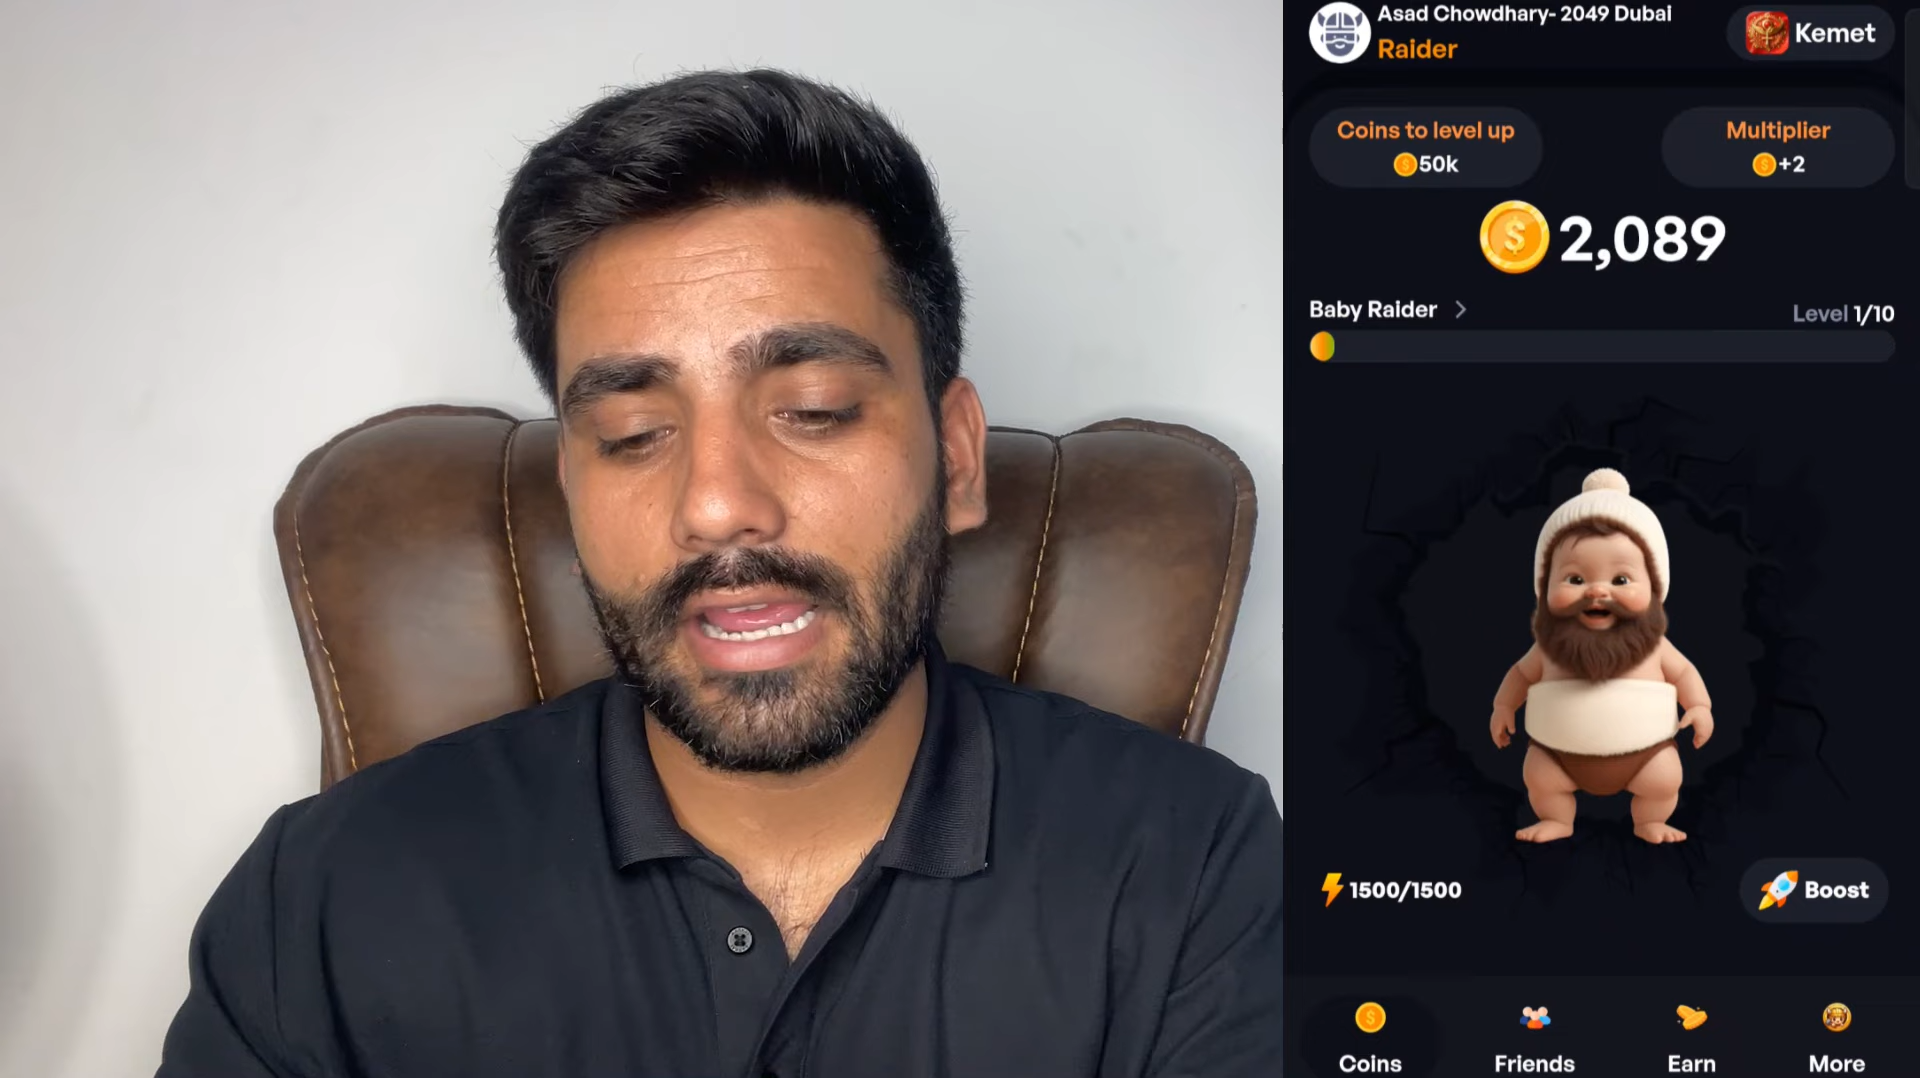 Asad Chowdhary- 2049 Dubai
Raider
Kemet
Coins to level up
50k
Multiplier
+2
2,089
Baby Raider
Level 1/10
1500/1500
Boost
Coins
Friends
Earn
More